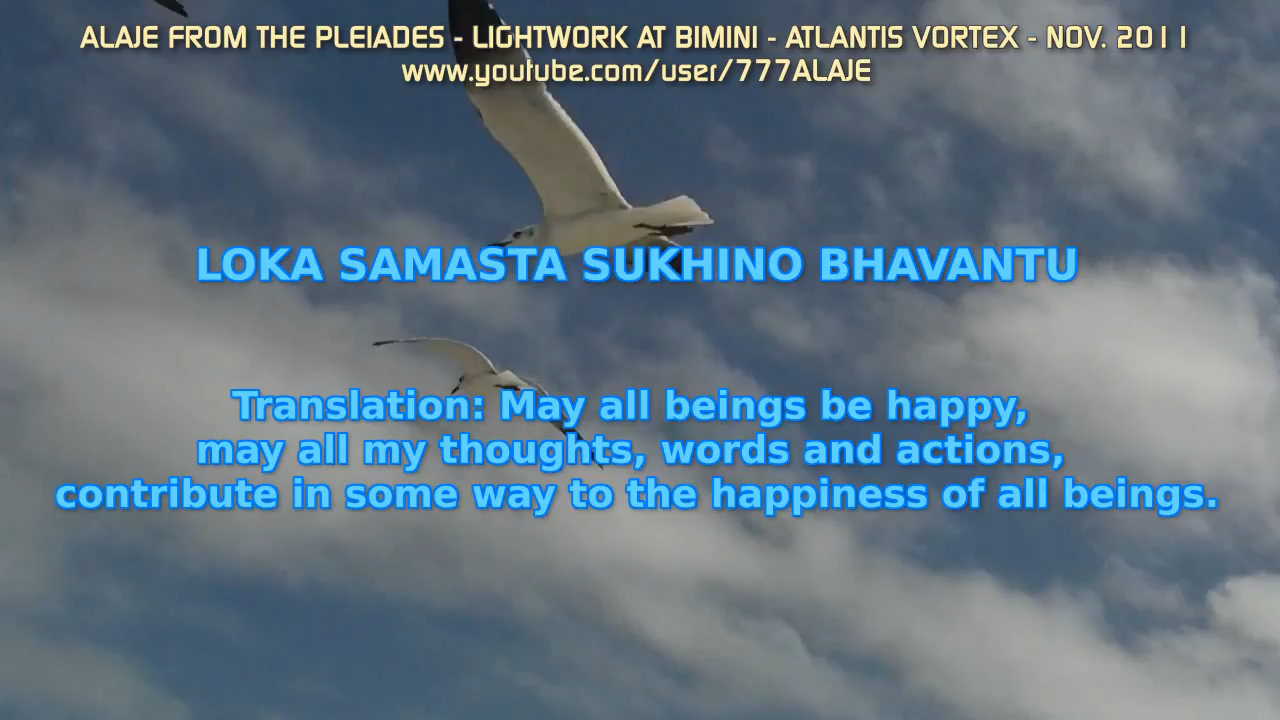 ALAJE FROM THE PLEIADES - LIGHTWORK AT BIMINI - ATLANTIS VORTEX - NOV. 2011
www.youtube.com/user/777ALAJE
LOKA SAMASTA SUKHINO BHAVANTU
Translation: May all beings be happy,
may all my thoughts, words and actions,
contribute in some way to the happiness of all beings.